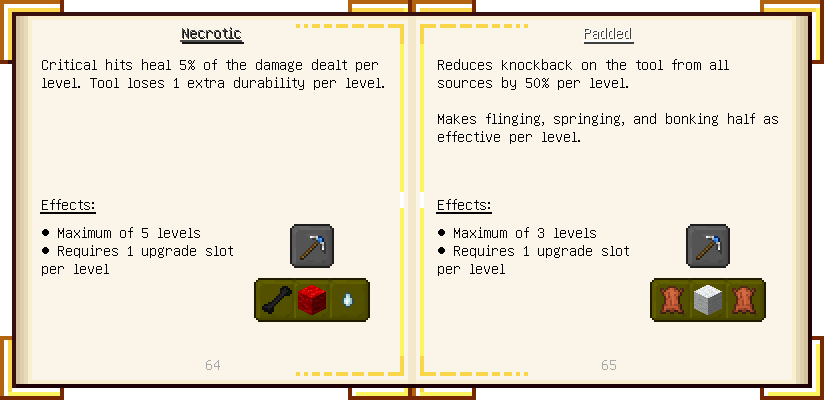 Necrotic
Critical hits heal 5% of the damage dealt per
level. Tool loses 1 extra durability per level.
Effects:
● Maximum of 5 levels
● Requires 1 upgrade slot
per level
64
Padded
Reduces knockback on the tool from all
sources by 50% per level.
Makes flinging, springing, and bonking half as
effective per level.
Effects:
● Maximum of 3 levels
● Requires 1 upgrade slot
per level
65